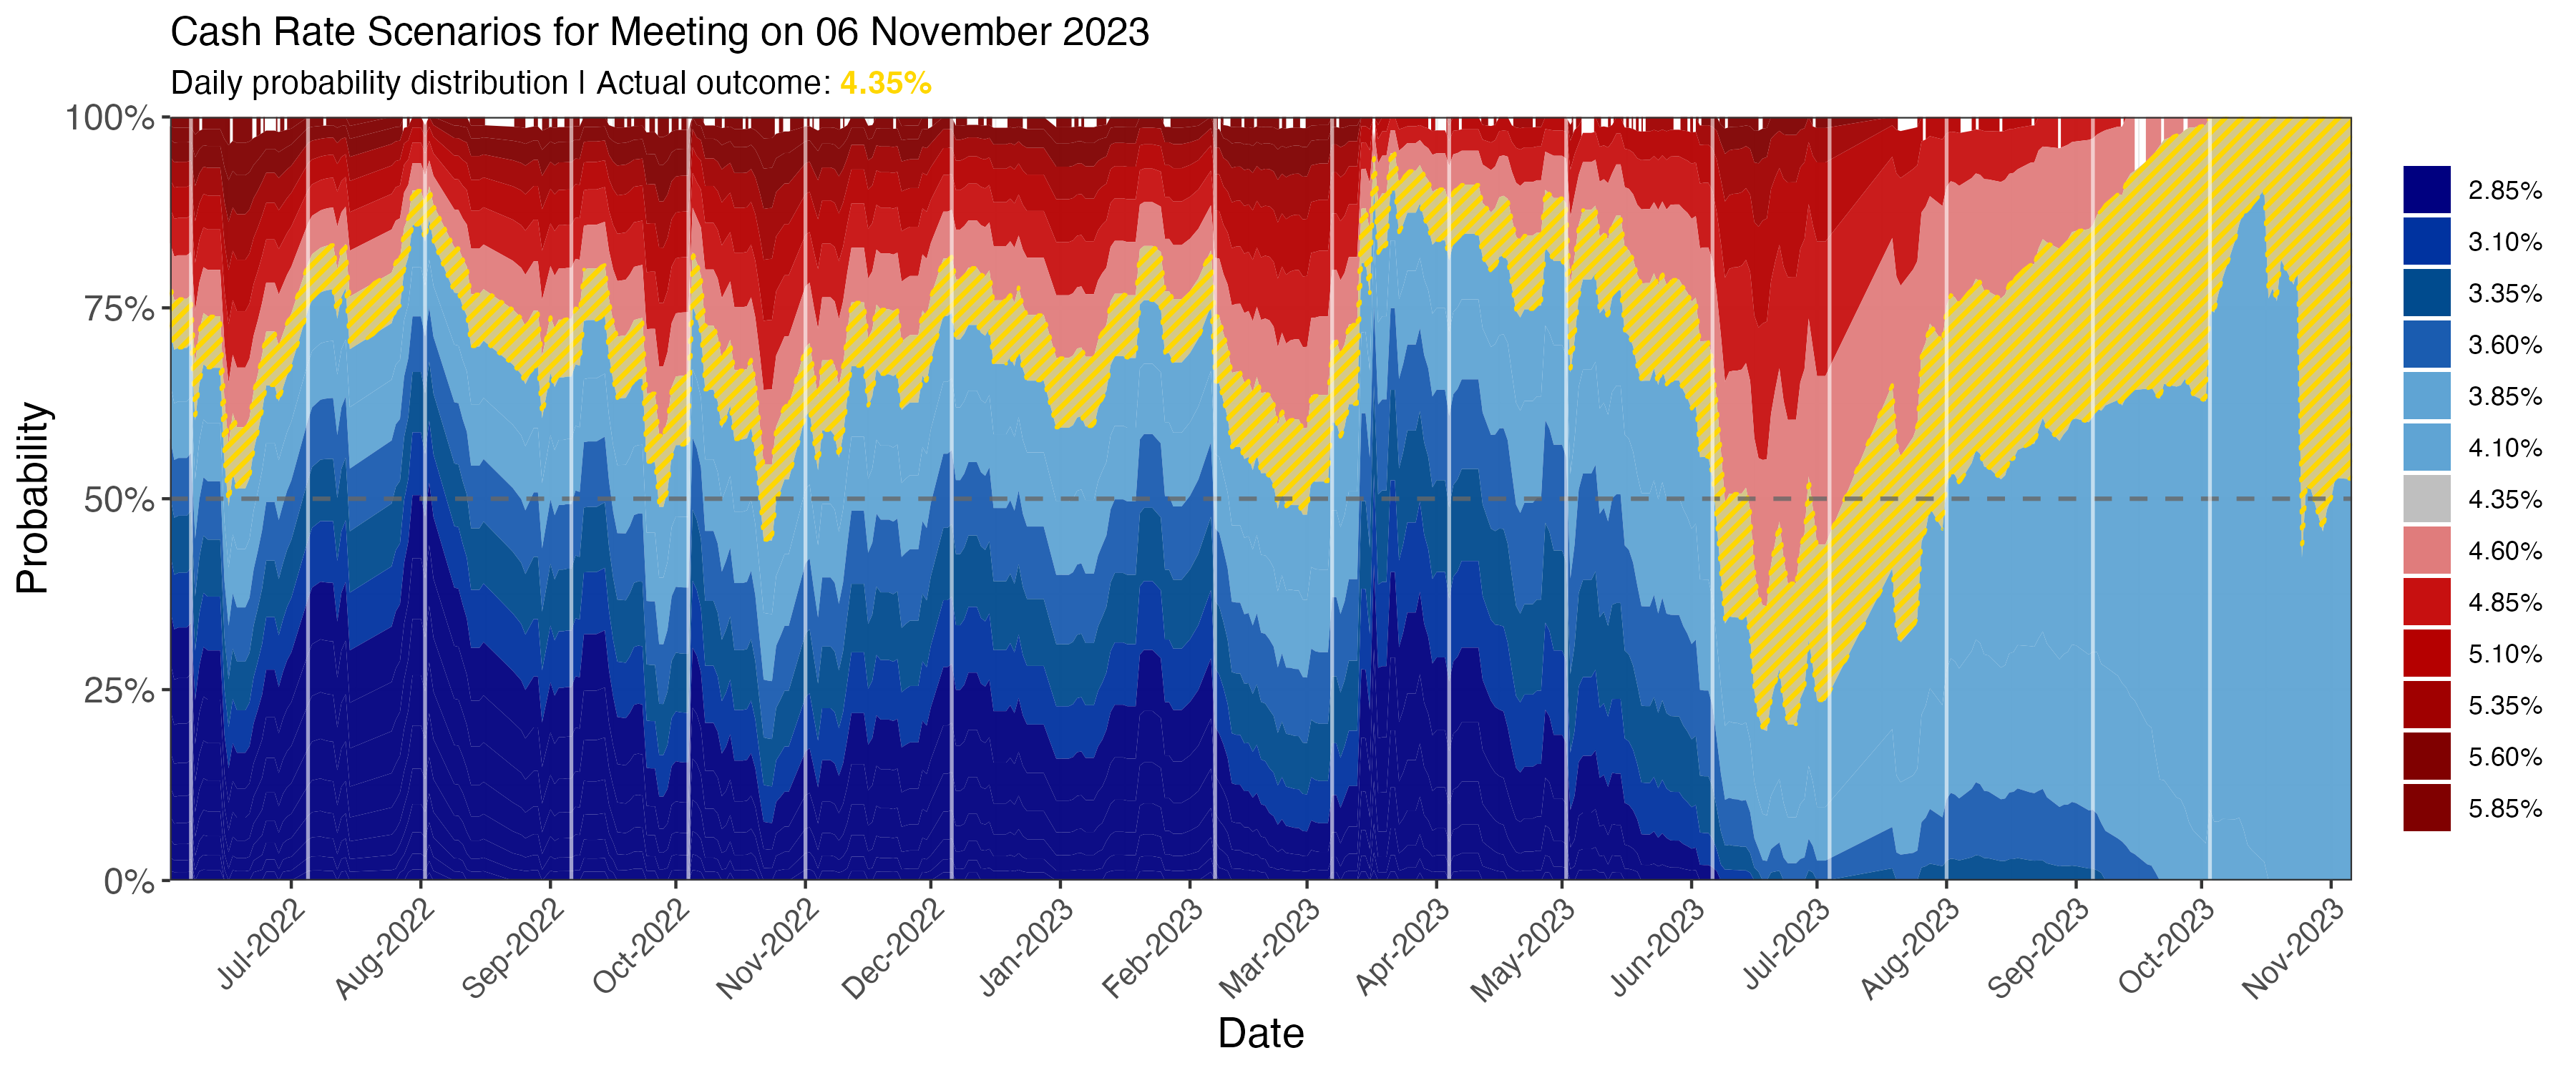 Cash Rate Scenarios for Meeting on 06 November 2023
Daily probability distribution | Actual outcome: 4.35%
Probability
100%
75%
50%
25%
0%
Jul-2022
Aug-2022
Sep-2022
Oct-2022
Nov-2022
Dec-2022
Jan-2023
Feb-2023
Mar-2023
Apr-2023
May-2023
Jun-2023
Jul-2023
Aug-2023
Sep-2023
Oct-2023
Nov-2023
Date
2.85%
3.10%
3.35%
3.60%
3.85%
4.10%
4.35%
4.60%
4.85%
5.10%
5.35%
5.60%
5.85%